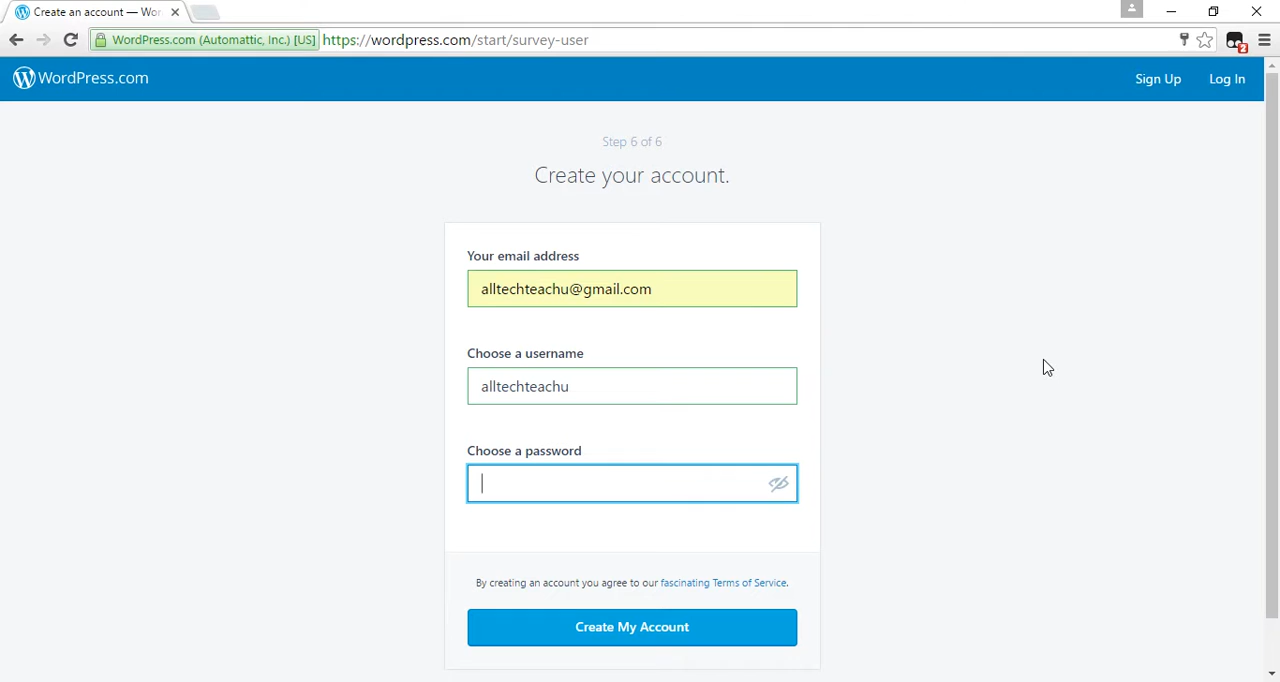 Create an account — Wor
WordPress.com (Automattic, Inc.) [US] https://wordpress.com/start/survey-user
2
WordPress.com
Sign Up
Log In
Step 6 of 6
Create your account.
Your email address
alltechteachu@gmail.com
Choose a username
alltechteachu
Choose a password
By creating an account you agree to our fascinating Terms of Service.
Create My Account